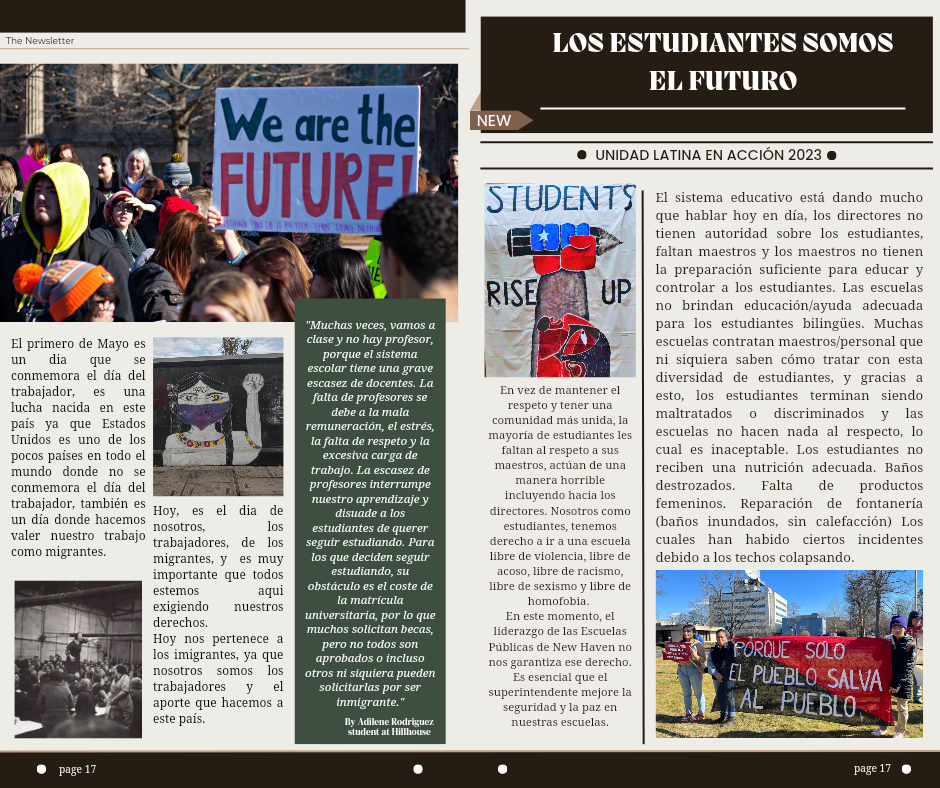 The Newsletter
We are the
FUTURE!
El primero de Mayo es
un dia que se
conmemora el día del
trabajador, es una
lucha nacida en este
país ya que Estados
Unidos es uno de los
pocos países en todo el
mundo donde no se
conmemora el día del
trabajador, también es
un día donde hacemos
valer nuestro trabajo
como migrantes.
Hoy, es el dia de
nosotros, los
trabajadores, de los
migrantes, y es muy
importante que todos
estemos aqui
exigiendo nuestros
derechos.
Hoy nos pertenece a
los imigrantes, ya que
nosotros somos los
trabajadores y el
aporte que hacemos a
este país.
"Muchas veces, vamos a
clase y no hay profesor,
porque el sistema
escolar tiene una grave
escasez de docentes. La
falta de profesores se
debe a la mala
remuneración, el estrés,
la falta de respeto y la
excesiva carga de
trabajo. La escasez de
profesores interrumpe
nuestro aprendizaje y
disuade a los
estudiantes de querer
seguir estudiando. Para
los que deciden seguir
estudiando, su
obstáculo es el coste de
la matrícula
universitaria, por lo que
muchos solicitan becas,
pero no todos son
aprobados o incluso
otros ni siquiera pueden
solicitarlas por ser
inmigrante."
By Adilene Rodriguez
student at Hillhouse
page 17
LOS ESTUDIANTES SOMOS
EL FUTURO
NEW
UNIDAD LATINA EN ACCIÓN 2023
STUDENTS
RISE UP
En vez de mantener el
respeto y tener una
comunidad más unida, la
mayoría de estudiantes les
faltan al respeto a sus
maestros, actúan de una
manera horrible
incluyendo hacia los
directores. Nosotros como
estudiantes, tenemos
derecho a ir a una escuela
libre de violencia, libre de
acoso, libre de racismo,
libre de sexismo y libre de
homofobia.
En este momento, el
liderazgo de las Escuelas
Públicas de New Haven no
nos garantiza ese derecho.
Es esencial que el
superintendente mejore la
seguridad y la paz en
nuestras escuelas.
El sistema educativo está dando mucho
que hablar hoy en día, los directores no
tienen autoridad sobre los estudiantes,
faltan maestros y los maestros no tienen
la preparación suficiente para educar y
controlar a los estudiantes. Las escuelas
no brindan educación/ayuda adecuada
para los estudiantes bilingües. Muchas
escuelas contratan maestros/personal que
ni siquiera saben cómo tratar con esta
diversidad de estudiantes, y gracias a
esto, los estudiantes terminan siendo
maltratados o discriminados y las
escuelas no hacen nada al respecto, lo
cual es inaceptable. Los estudiantes no
reciben una nutrición adecuada. Baños
destrozados. Falta de productos
femeninos. Reparación de fontanería
(baños inundados, sin calefacción) Los
cuales han habido ciertos incidentes
debido a los techos colapsando.
PORQUE SOLO
EL PUEBLO SALVA
AL PUEBLO
page 17